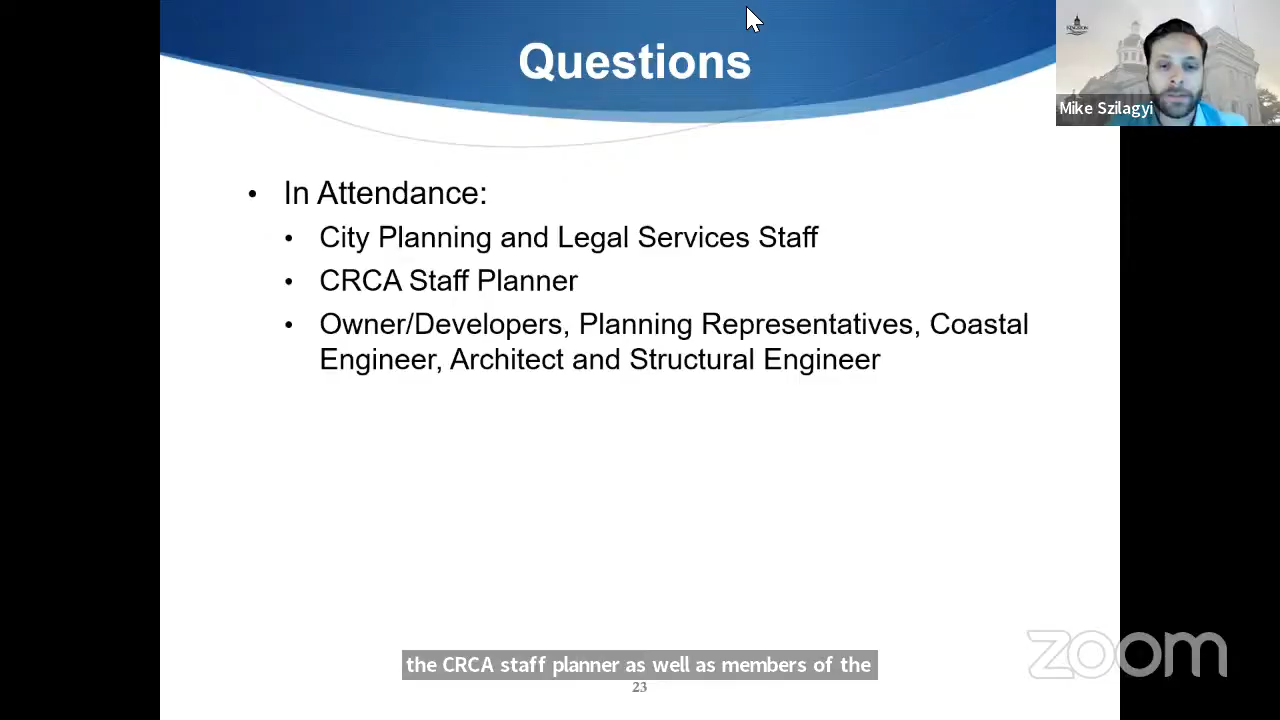 Questions
KINGSTON
Mike Szilagyi
• In Attendance:
• City Planning and Legal Services Staff
• CRCA Staff Planner
• Owner/Developers, Planning Representatives, Coastal
Engineer, Architect and Structural Engineer
the CRCA staff planner as well as members of the
23
zoom